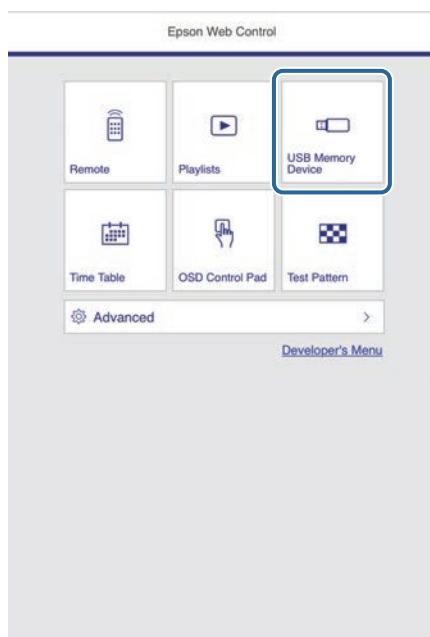 Epson Web Control
Remote
Playlists
USB Memory
Device
Time Table
OSD Control Pad
Test Pattern
Advanced
Developer's Menu